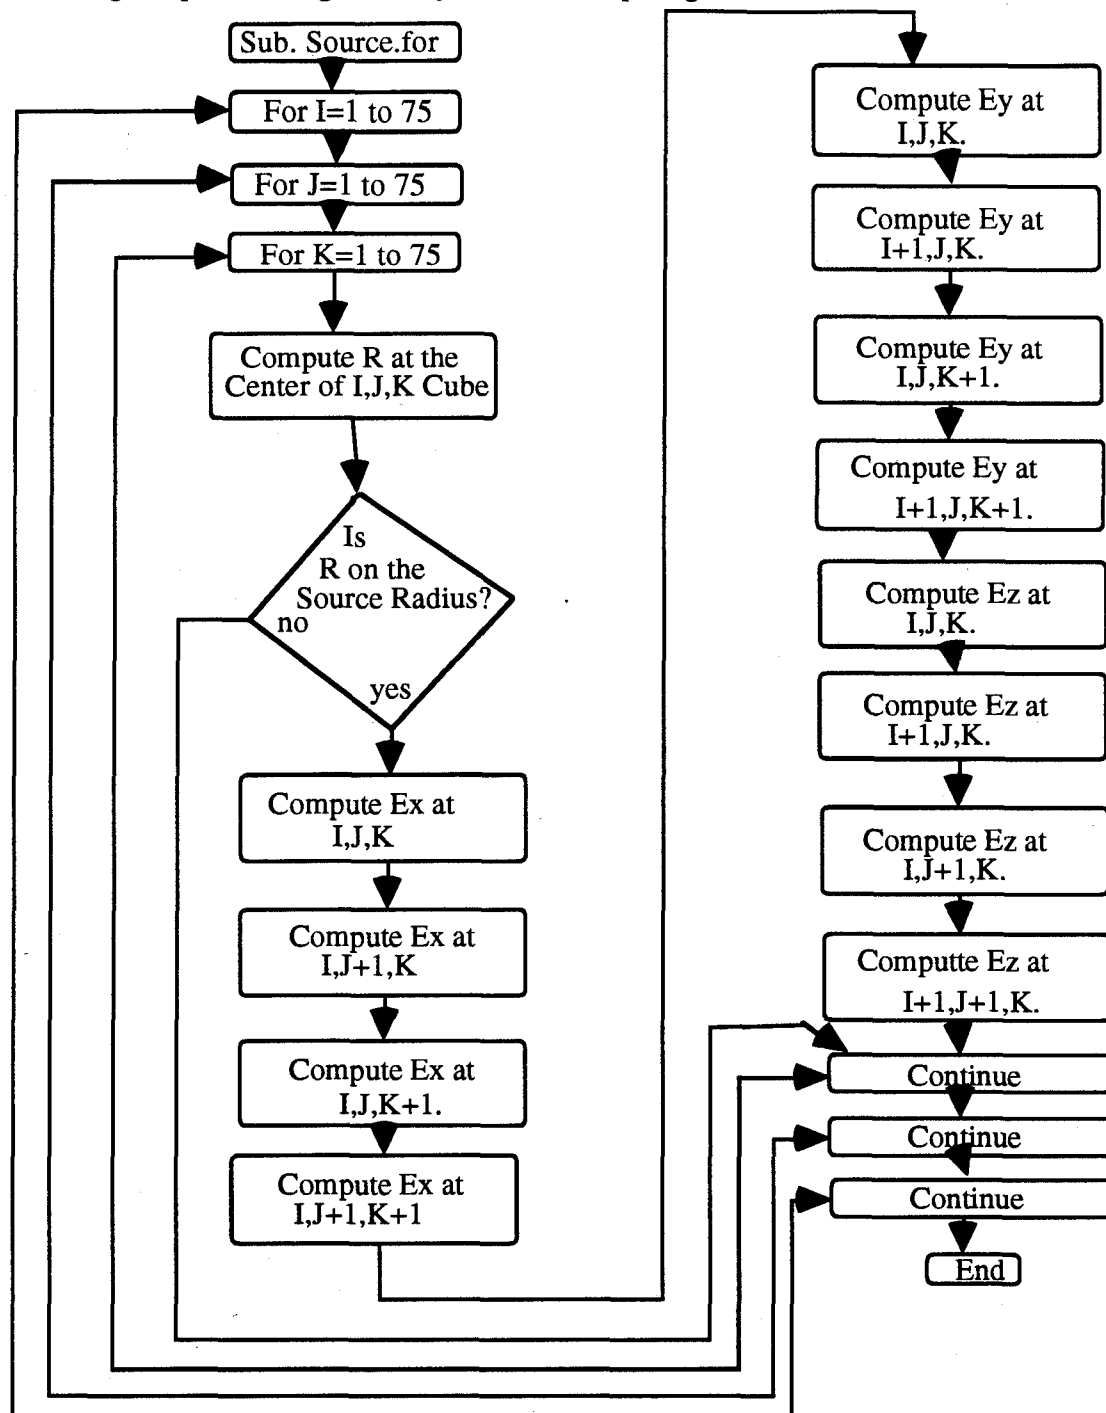 Sub. Source.for
For I=1 to 75
For J=1 to 75
For K=1 to 75
Compute R at the
Center of I,J,K Cube
Is
R on the
Source Radius?
no
yes
Compute Ex at
I,J,K
Compute Ex at
I,J+1,K
Compute Ex at
I,J,K+1.
Compute Ex at
I,J+1,K+1
Compute Ey at
I,J,K.
Compute Ey at
I+1,J,K.
Compute Ey at
I,J,K+1.
Compute Ey at
I+1,J,K+1.
Compute Ez at
I,J,K.
Compute Ez at
I+1,J,K.
Compute Ez at
I,J+1,K.
Computte Ez at
I+1,J+1,K.
Continue
Continue
Continue
End